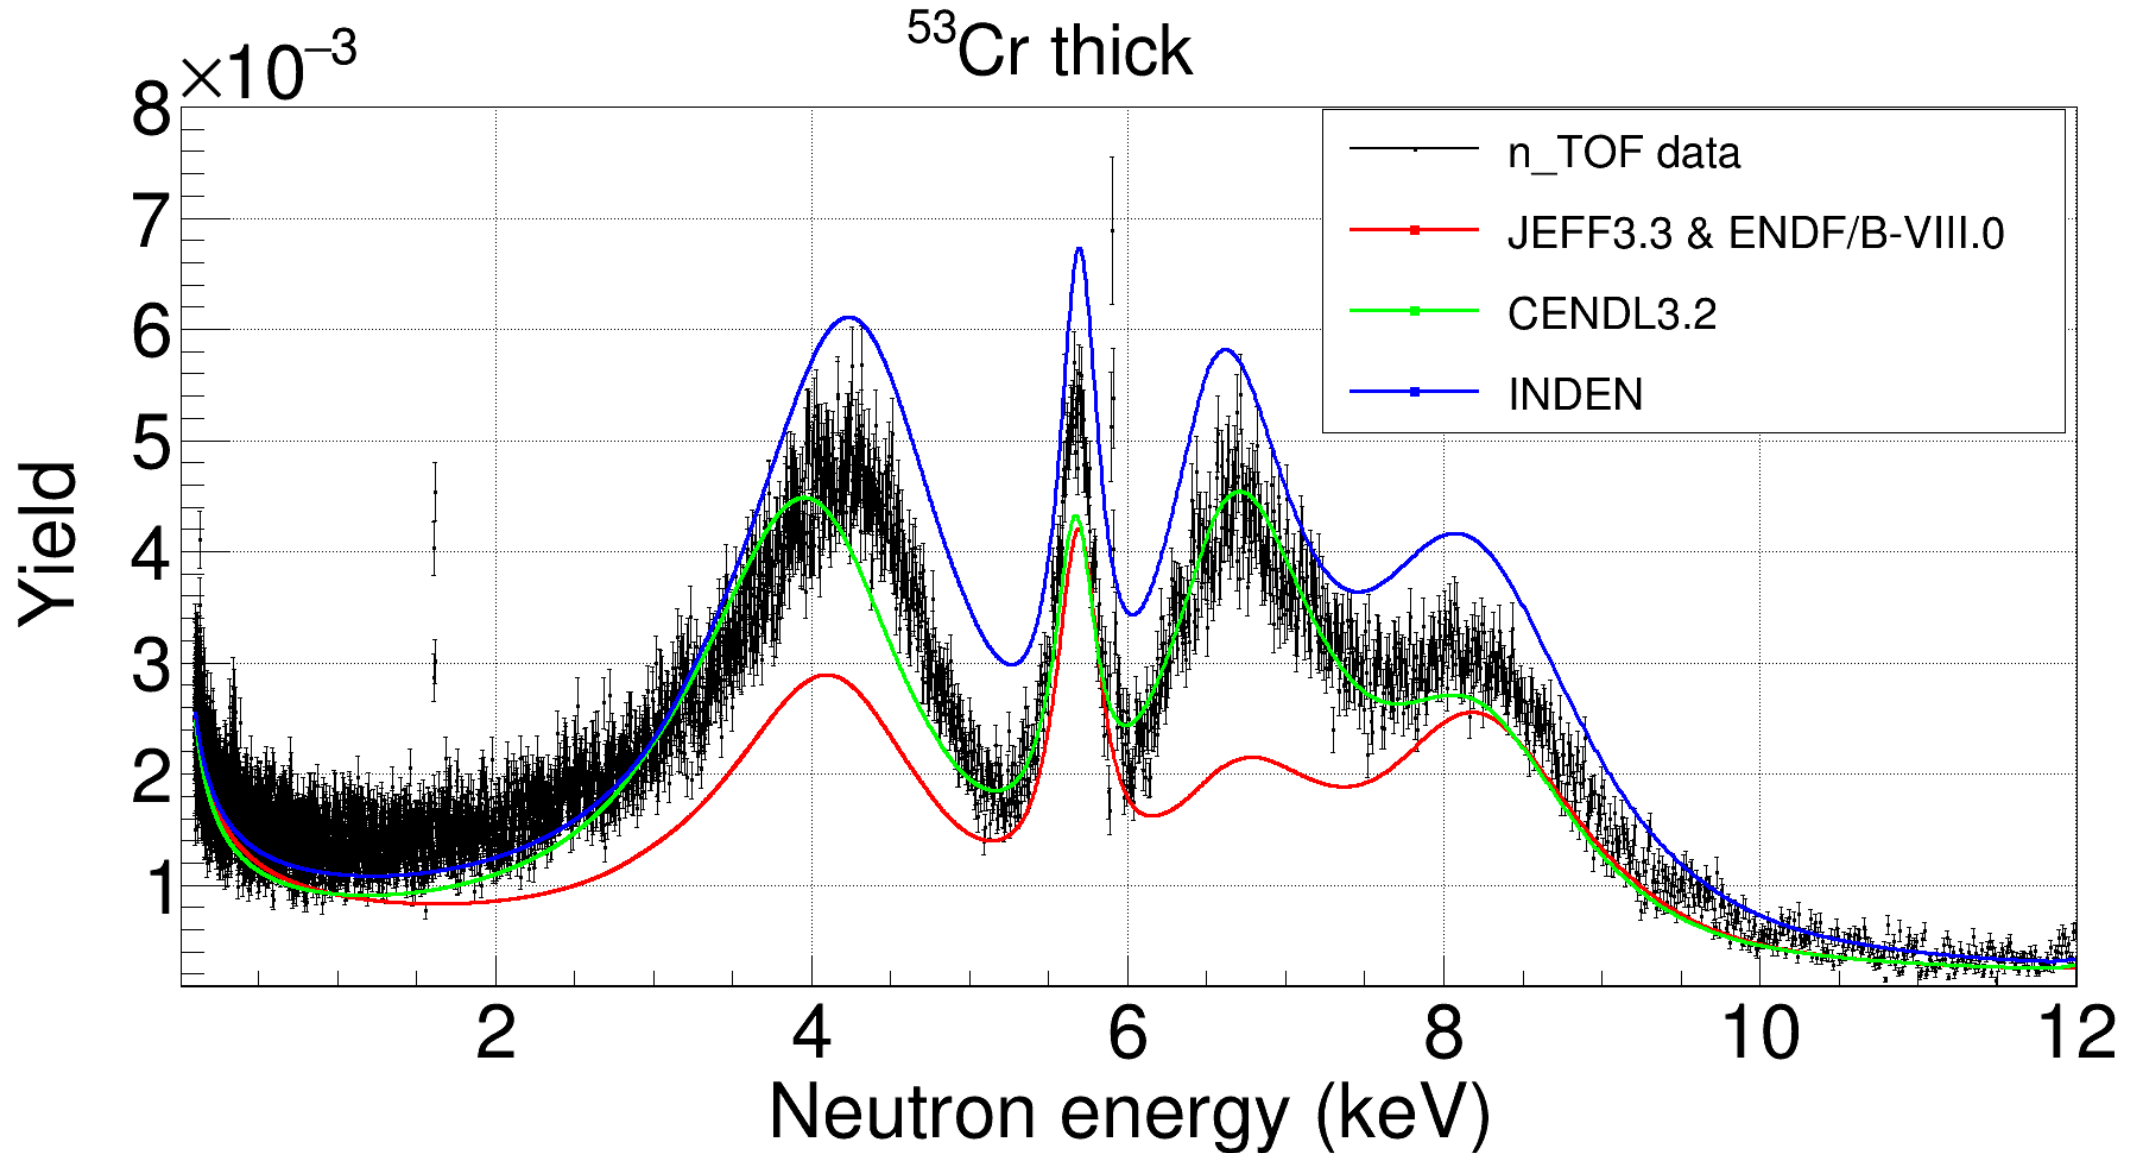 ⁵³Cr thick
×10⁻³
8
7
6
5
4
3
2
1
Yield
n_TOF data
JEFF3.3 & ENDF/B-VIII.0
CENDL3.2
INDEN
2 4 6 8 10 12
Neutron energy (keV)